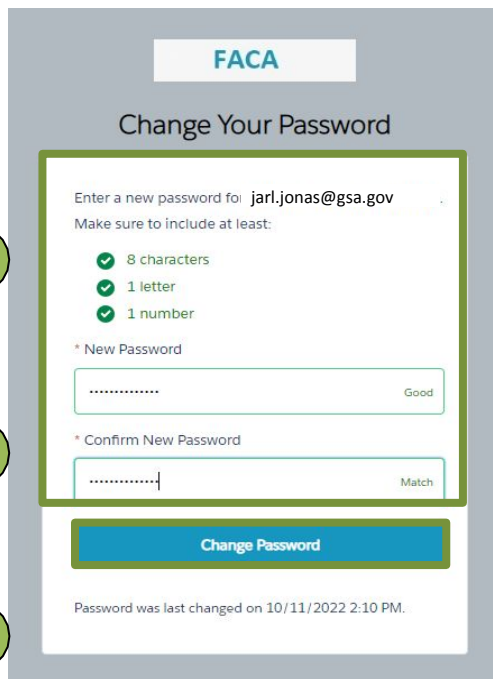 FACA
Change Your Password
Enter a new password for jarl.jonas@gsa.gov .
Make sure to include at least:
8 characters
1 letter
1 number
* New Password
•••••••••••••• Good
* Confirm New Password
•••••••••••••• Match
Change Password
Password was last changed on 10/11/2022 2:10 PM.